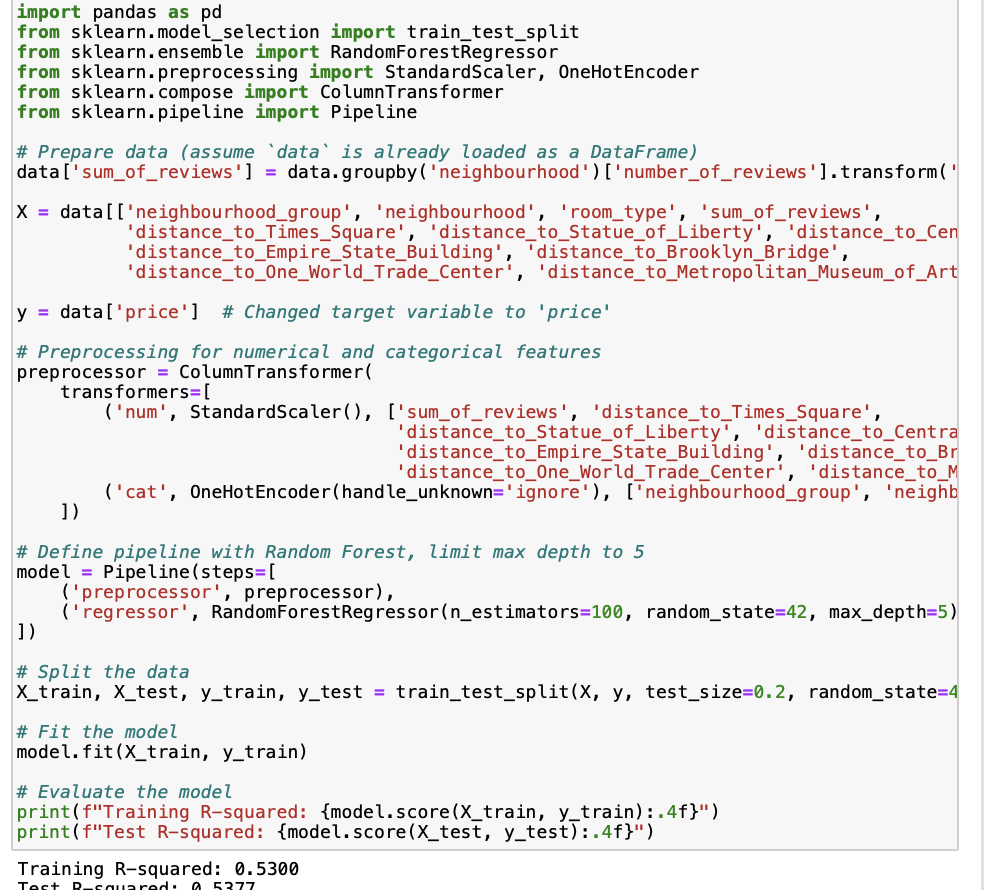 import pandas as pd
from sklearn.model_selection import train_test_split
from sklearn.ensemble import RandomForestRegressor
from sklearn.preprocessing import StandardScaler, OneHotEncoder
from sklearn.compose import ColumnTransformer
from sklearn.pipeline import Pipeline

# Prepare data (assume `data` is already loaded as a DataFrame)
data['sum_of_reviews'] = data.groupby('neighbourhood')['number_of_reviews'].transform('

X = data[['neighbourhood_group', 'neighbourhood', 'room_type', 'sum_of_reviews',
          'distance_to_Times_Square', 'distance_to_Statue_of_Liberty', 'distance_to_Cen
          'distance_to_Empire_State_Building', 'distance_to_Brooklyn_Bridge',
          'distance_to_One_World_Trade_Center', 'distance_to_Metropolitan_Museum_of_Art

y = data['price']  # Changed target variable to 'price'

# Preprocessing for numerical and categorical features
preprocessor = ColumnTransformer(
    transformers=[
        ('num', StandardScaler(), ['sum_of_reviews', 'distance_to_Times_Square',
                                   'distance_to_Statue_of_Liberty', 'distance_to_Centra
                                   'distance_to_Empire_State_Building', 'distance_to_Br
                                   'distance_to_One_World_Trade_Center', 'distance_to_M
        ('cat', OneHotEncoder(handle_unknown='ignore'), ['neighbourhood_group', 'neighb
    ])

# Define pipeline with Random Forest, limit max depth to 5
model = Pipeline(steps=[
    ('preprocessor', preprocessor),
    ('regressor', RandomForestRegressor(n_estimators=100, random_state=42, max_depth=5)
])

# Split the data
X_train, X_test, y_train, y_test = train_test_split(X, y, test_size=0.2, random_state=4

# Fit the model
model.fit(X_train, y_train)

# Evaluate the model
print(f"Training R-squared: {model.score(X_train, y_train):.4f}")
print(f"Test R-squared: {model.score(X_test, y_test):.4f}")
Training R-squared: 0.5300
Test R-squared: 0.5377